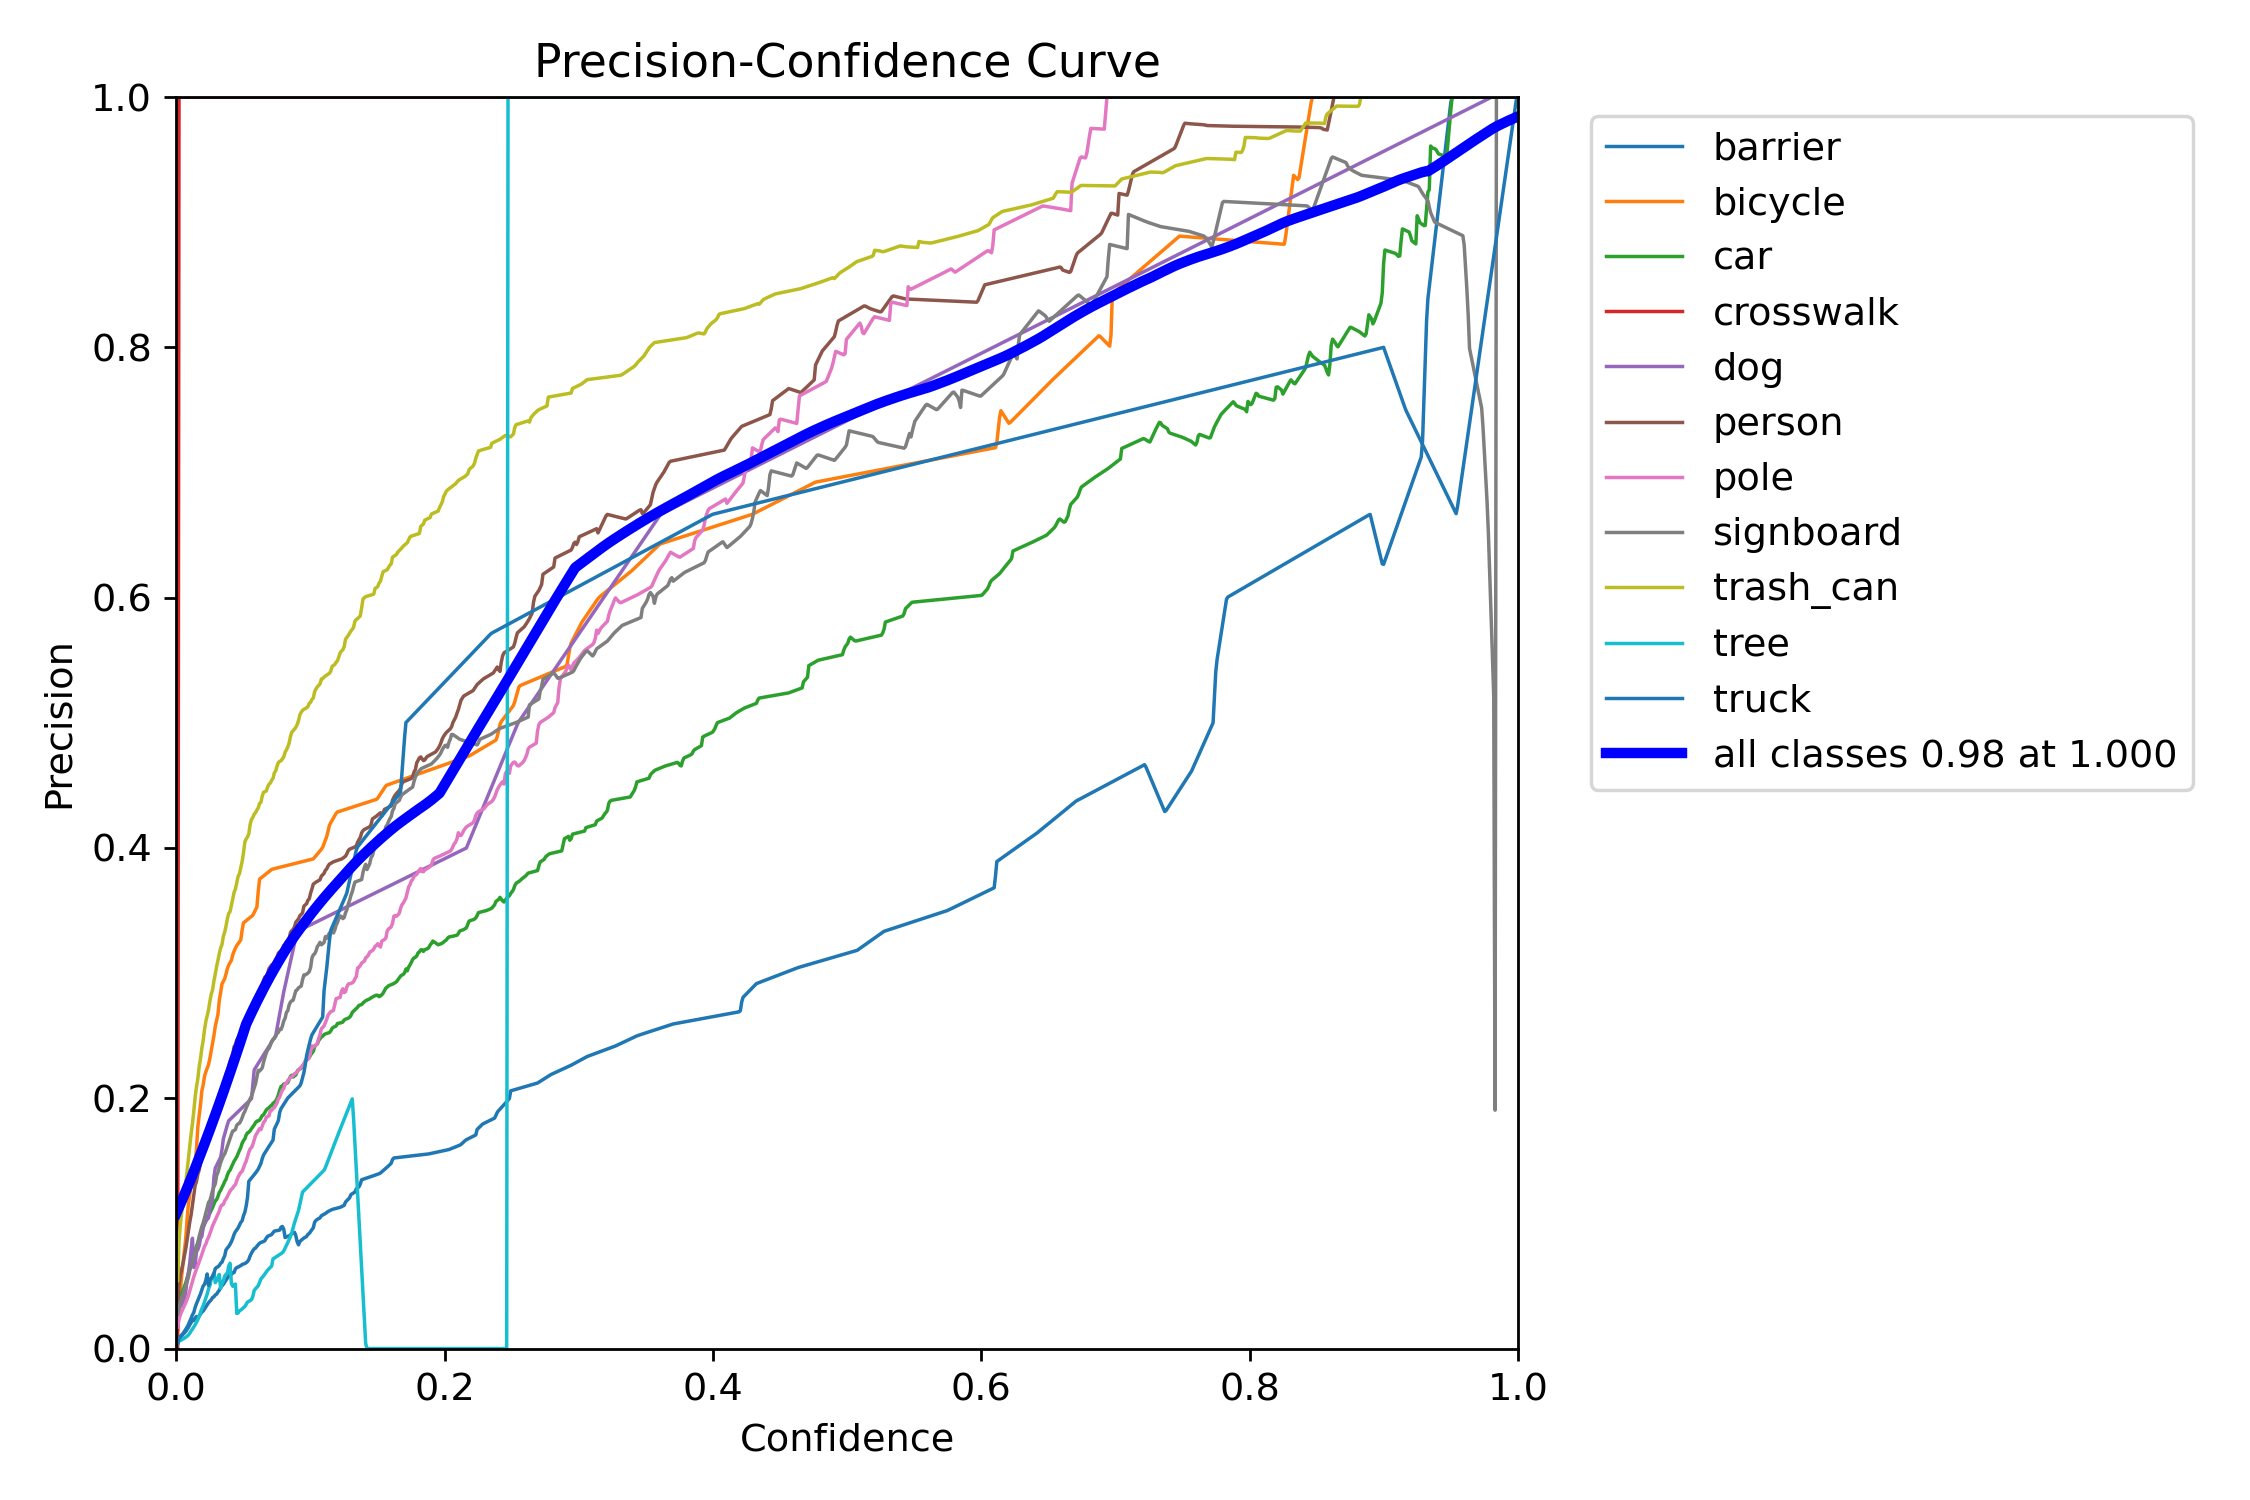 Precision-Confidence Curve
1.0
0.8
0.6
0.4
0.2
0.0
Precision
0.0 0.2 0.4 0.6 0.8 1.0
Confidence
barrier
bicycle
car
crosswalk
dog
person
pole
signboard
trash_can
tree
truck
all classes 0.98 at 1.000